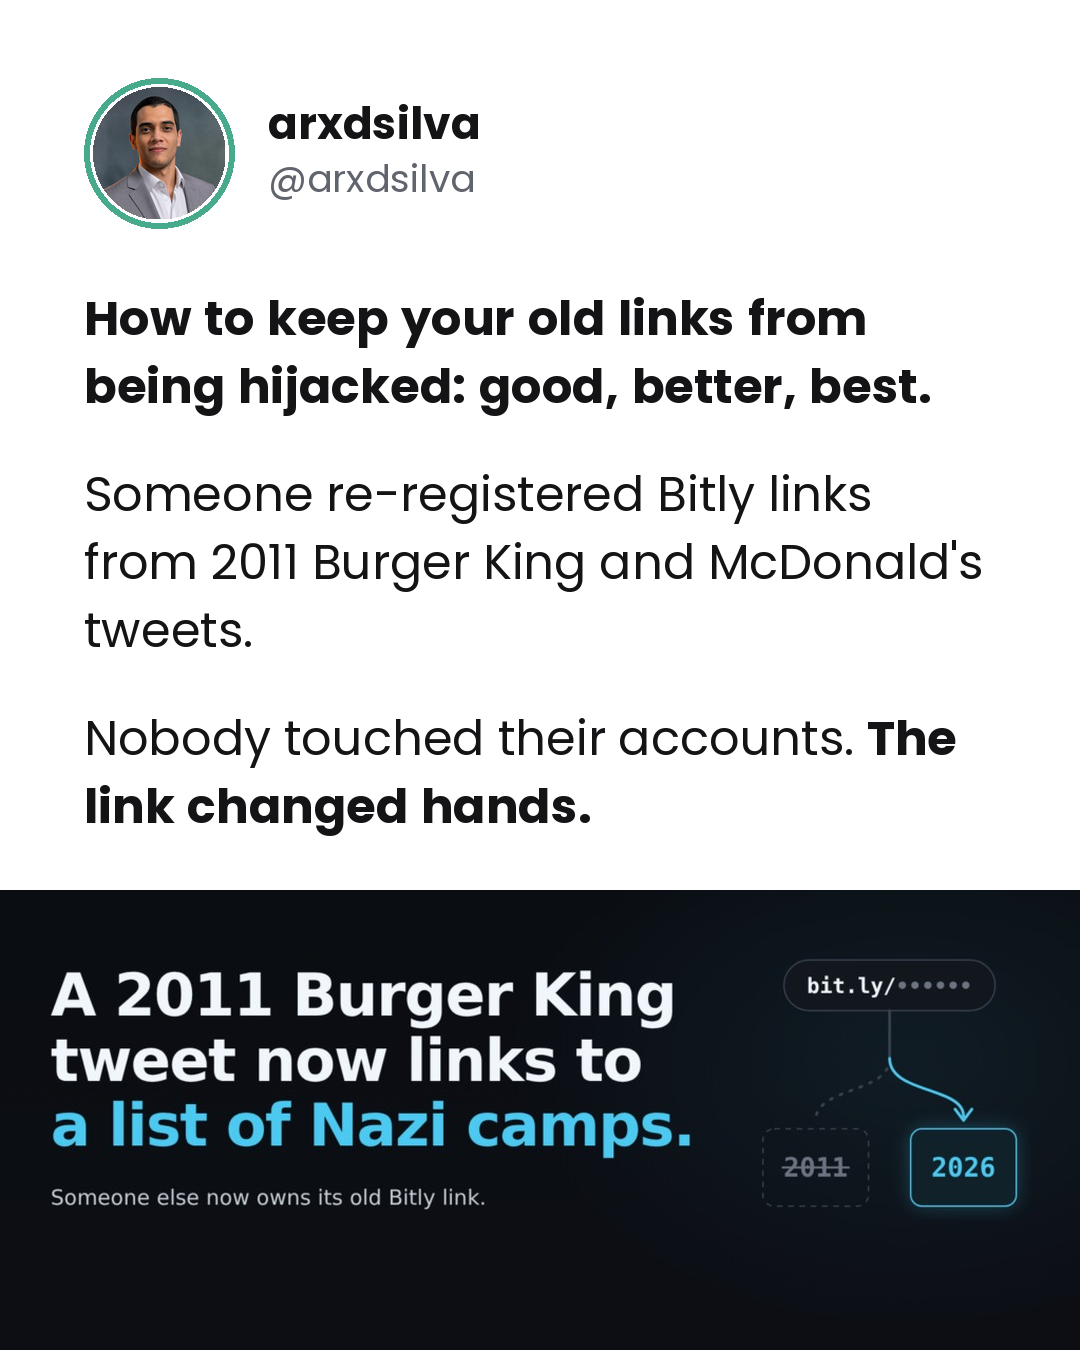 arxdsilva
@arxdsilva
How to keep your old links from
being hijacked: good, better, best.
Someone re-registered Bitly links
from 2011 Burger King and McDonald's
tweets.
Nobody touched their accounts. The
link changed hands.
A 2011 Burger King
tweet now links to
a list of Nazi camps.
Someone else now owns its old Bitly link.
bit.ly/••••••
2011
2026